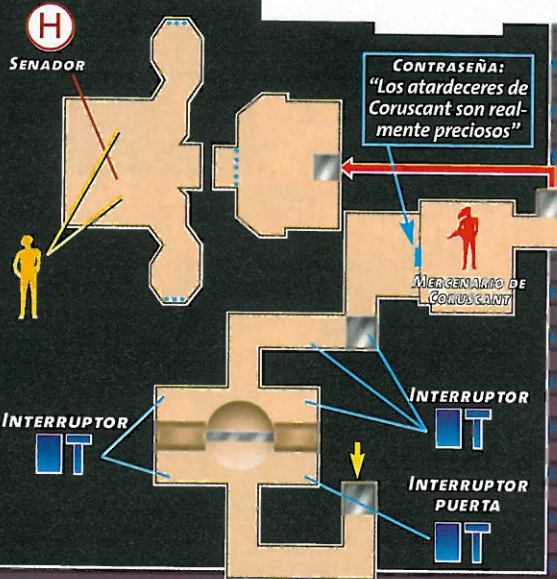 H
SENADOR
CONTRASEÑA:
"Los atardeceres de
Coruscant son real-
mente preciosos"
MERCENARIO DE
CORUSCANT
INTERRUPTOR
INTERRUPTOR
INTERRUPTOR
PUERTA